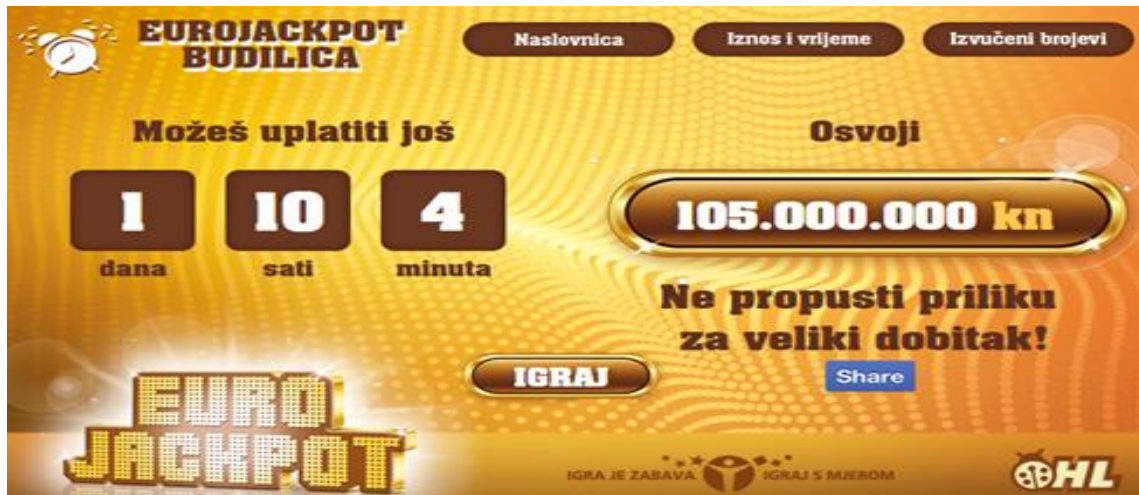 EUROJACKPOT
BUDILICA
Naslovnica
Iznos i vrijeme
Izvučeni brojevi
Možeš uplatiti još
1
10
4
dana
sati
minuta
Osvoji
105.000.000 kn
Ne propusti priliku
za veliki dobitak!
Share
IGRAJ
EURO
JACKPOT
IGRA JE ZABAVA
IGRAJ S MJEROM
HL